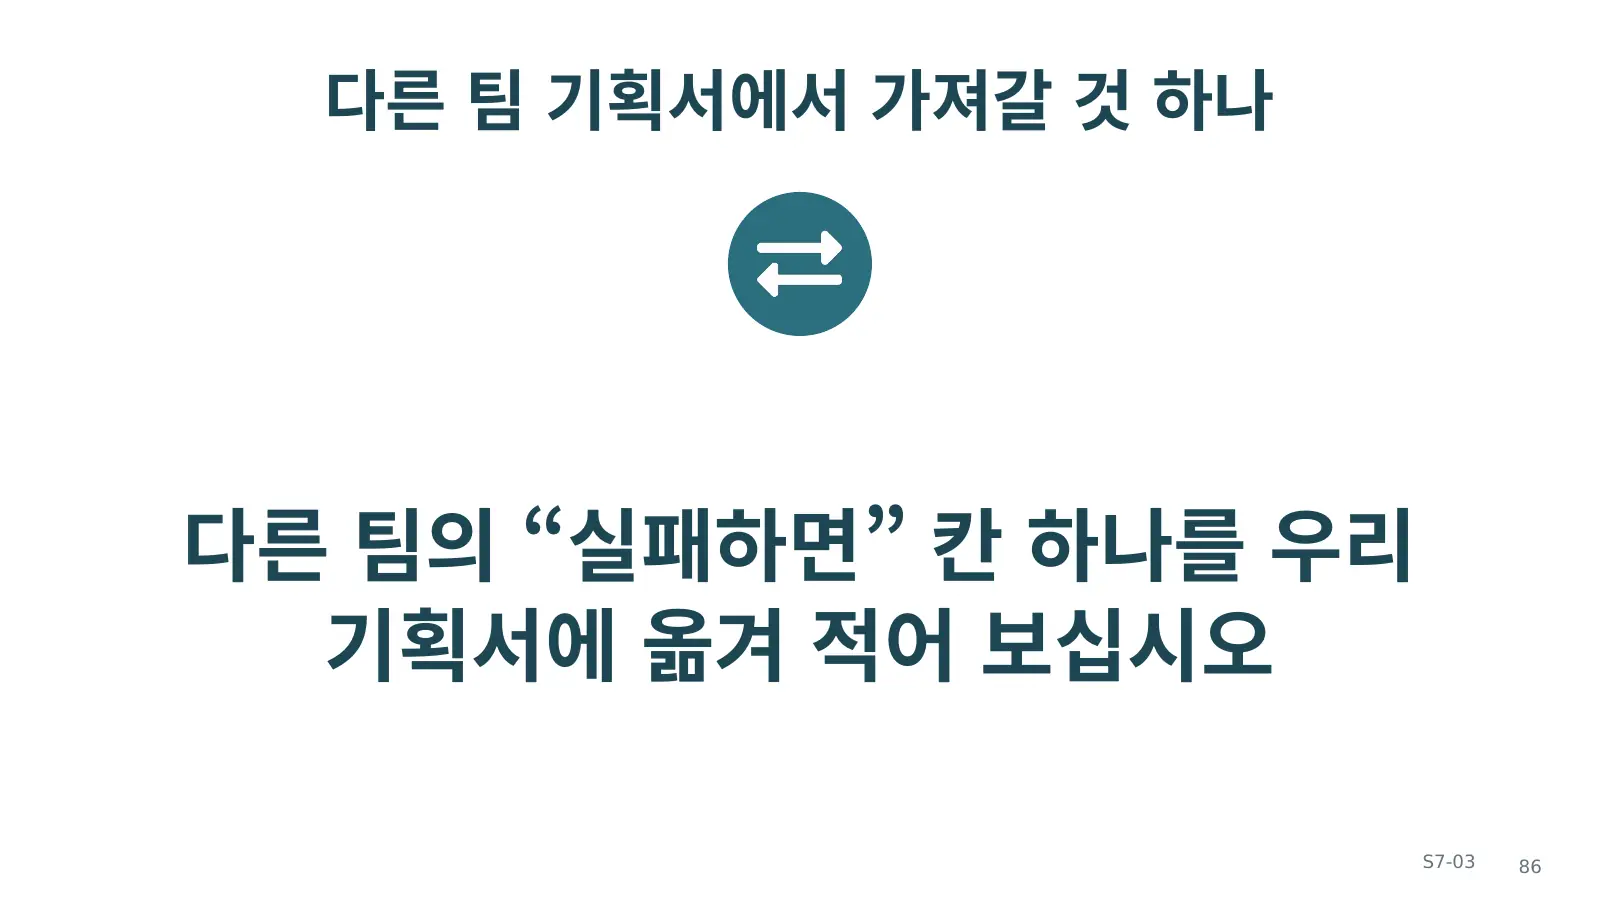 다른 팀 기획서에서 가져갈 것 하나
다른 팀의 “실패하면” 칸 하나를 우리
기획서에 옮겨 적어 보십시오
S7-03
86